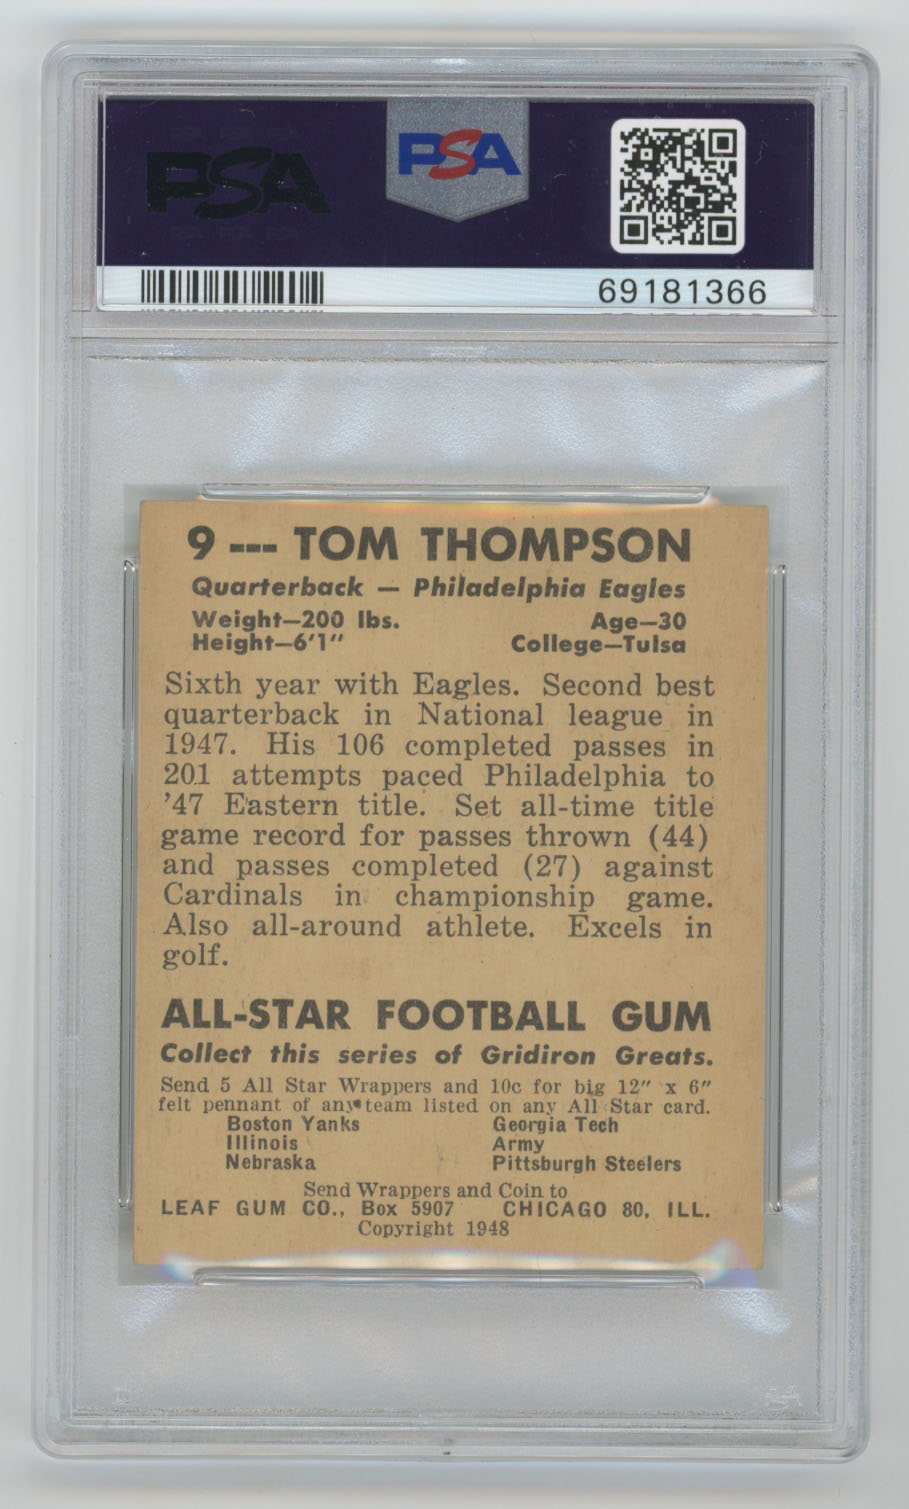 PSA
PSA
69181366
9 --- TOM THOMPSON
Quarterback — Philadelphia Eagles
Weight—200 lbs. Age—30
Height—6'1" College—Tulsa
Sixth year with Eagles. Second best
quarterback in National league in
1947. His 106 completed passes in
201 attempts paced Philadelphia to
'47 Eastern title. Set all-time title
game record for passes thrown (44)
and passes completed (27) against
Cardinals in championship game.
Also all-around athlete. Excels in
golf.
ALL-STAR FOOTBALL GUM
Collect this series of Gridiron Greats.
Send 5 All Star Wrappers and 10c for big 12" x 6"
felt pennant of any team listed on any All Star card.
Boston Yanks Georgia Tech
Illinois Army
Nebraska Pittsburgh Steelers
Send Wrappers and Coin to
LEAF GUM CO., Box 5907 CHICAGO 80, ILL.
Copyright 1948